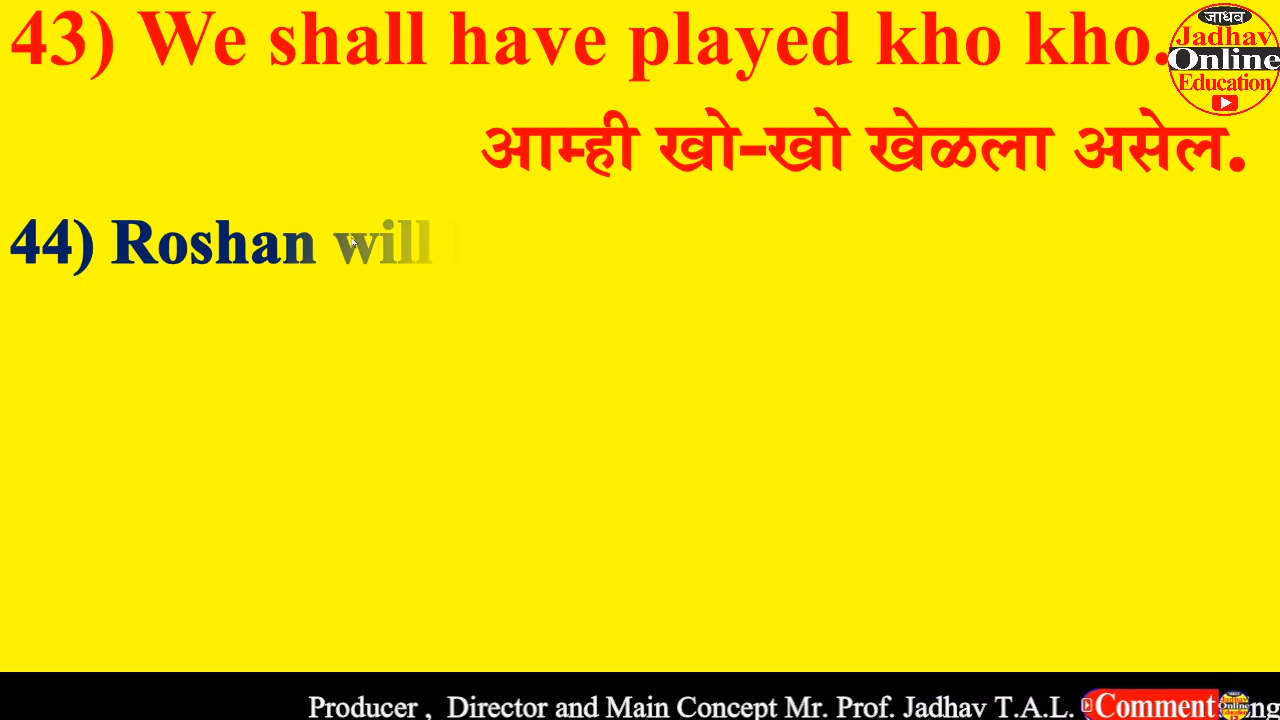 43) We shall have played kho kho.
जाधव
Jadhav
Online
Education
आम्ही खो-खो खेळला असेल.
44) Roshan will
Producer , Director and Main Concept Mr. Prof. Jadhav T.A.L.
Comment